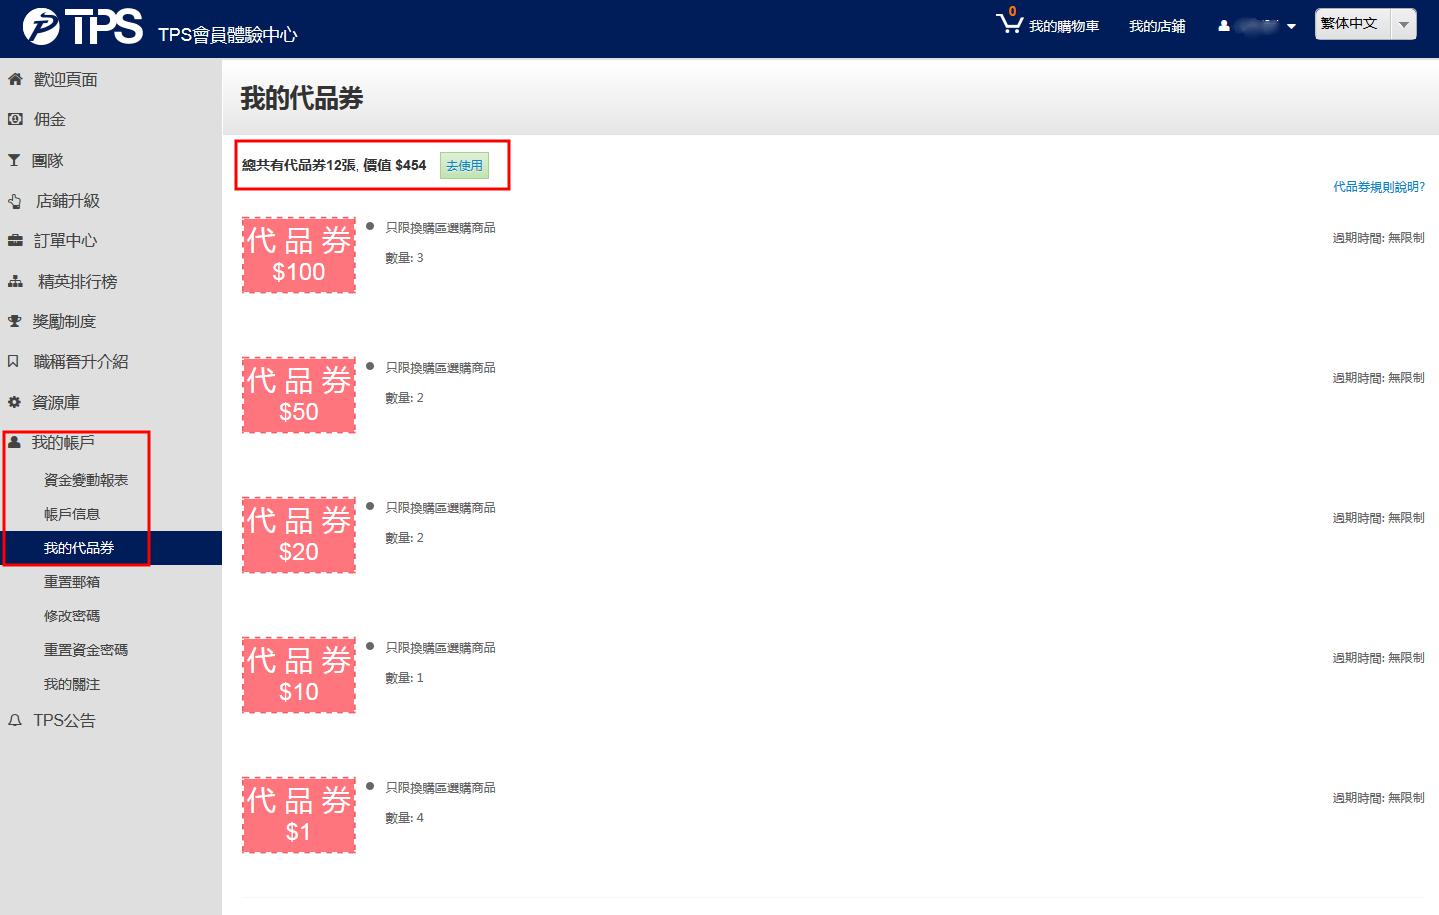 TPS TPS會員體驗中心
0 我的購物車 我的店鋪 繁体中文
歡迎頁面
佣金
團隊
店鋪升級
訂單中心
精英排行榜
獎勵制度
職稱晉升介紹
資源庫
我的帳戶
資金變動報表
帳戶信息
我的代品券
重置郵箱
修改密碼
重置資金密碼
我的關注
TPS公告
我的代品券
總共有代品券12張, 價值 $454 去使用
代品券規則說明?
代品券
$100
只限換購區選購商品
數量: 3
過期時間: 無限制
代品券
$50
只限換購區選購商品
數量: 2
過期時間: 無限制
代品券
$20
只限換購區選購商品
數量: 2
過期時間: 無限制
代品券
$10
只限換購區選購商品
數量: 1
過期時間: 無限制
代品券
$1
只限換購區選購商品
數量: 4
過期時間: 無限制